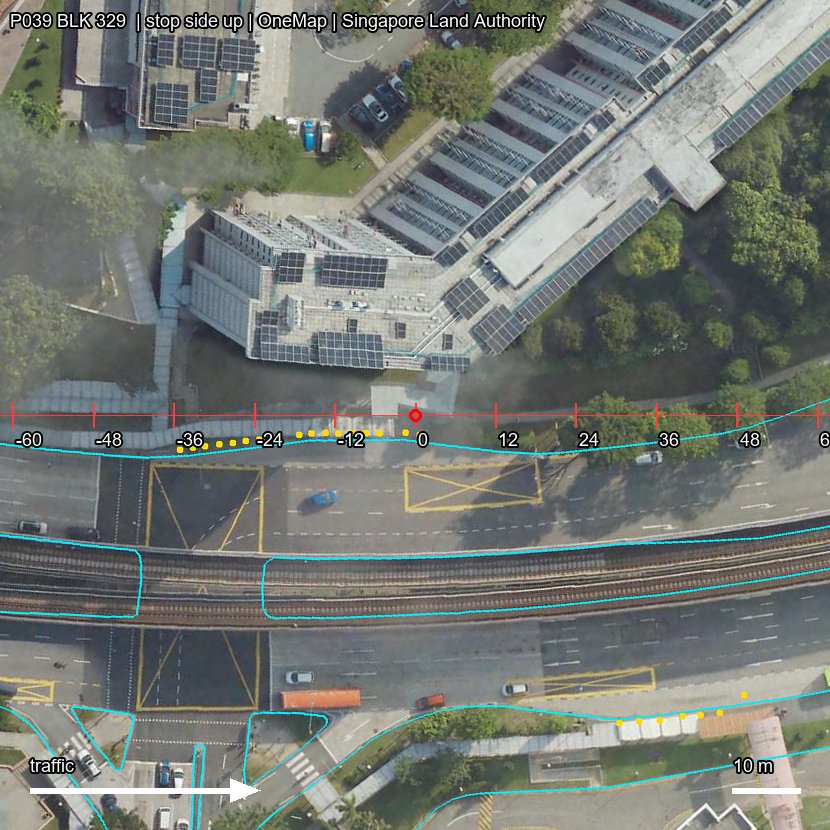 P039 BLK 329 | stop side up | OneMap | Singapore Land Authority
-60 -48 -36 -24 -12 0 12 24 36 48 6
traffic
10 m